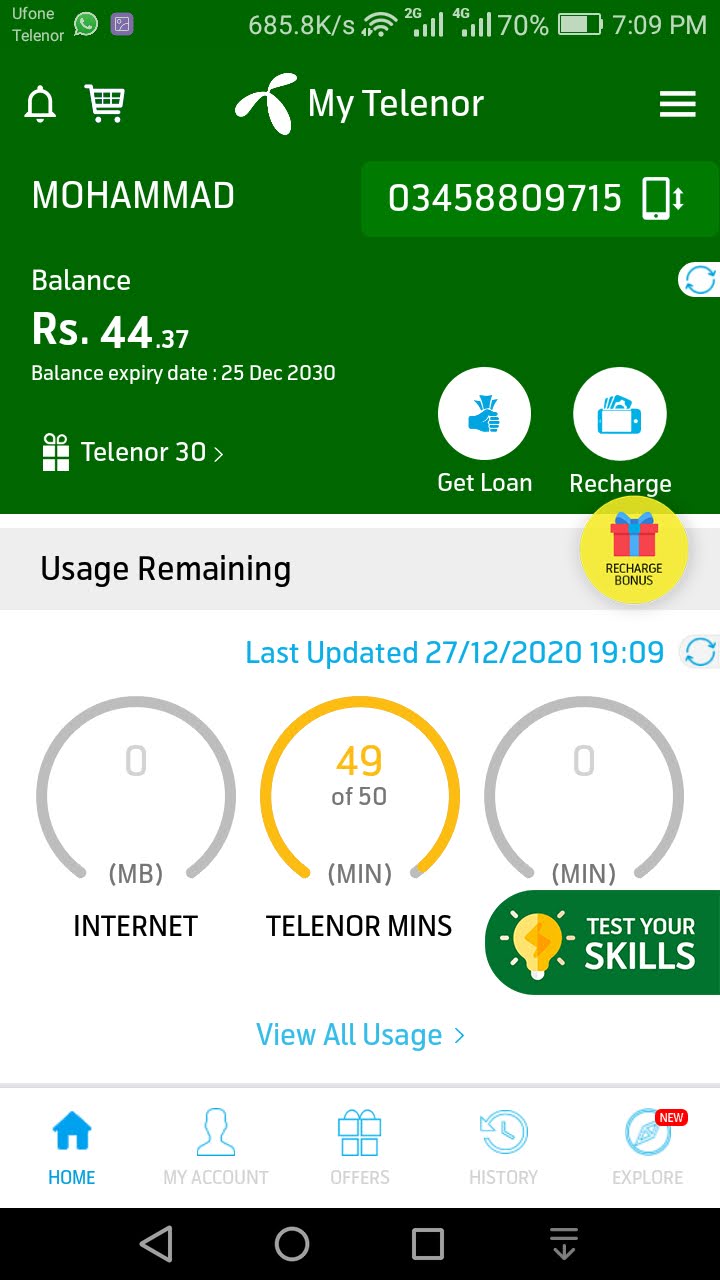 Ufone
Telenor
685.8K/s 2G 4G 70% 7:09 PM
My Telenor
MOHAMMAD
03458809715
Balance
Rs. 44.37
Balance expiry date : 25 Dec 2030
Telenor 30 >
Get Loan
Recharge
RECHARGE
BONUS
Usage Remaining
Last Updated 27/12/2020 19:09
0
(MB)
INTERNET
49
of 50
(MIN)
TELENOR MINS
0
(MIN)
TEST YOUR
SKILLS
View All Usage >
HOME
MY ACCOUNT
OFFERS
HISTORY
NEW
EXPLORE